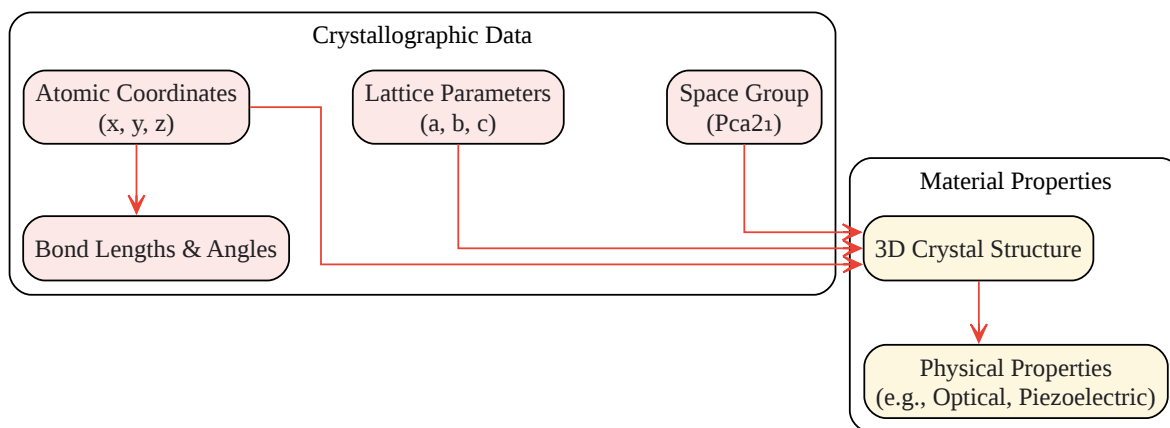 Crystallographic Data
Atomic Coordinates
(x, y, z)
Lattice Parameters
(a, b, c)
Space Group
(Pca2₁)
Bond Lengths & Angles
Material Properties
3D Crystal Structure
Physical Properties
(e.g., Optical, Piezoelectric)